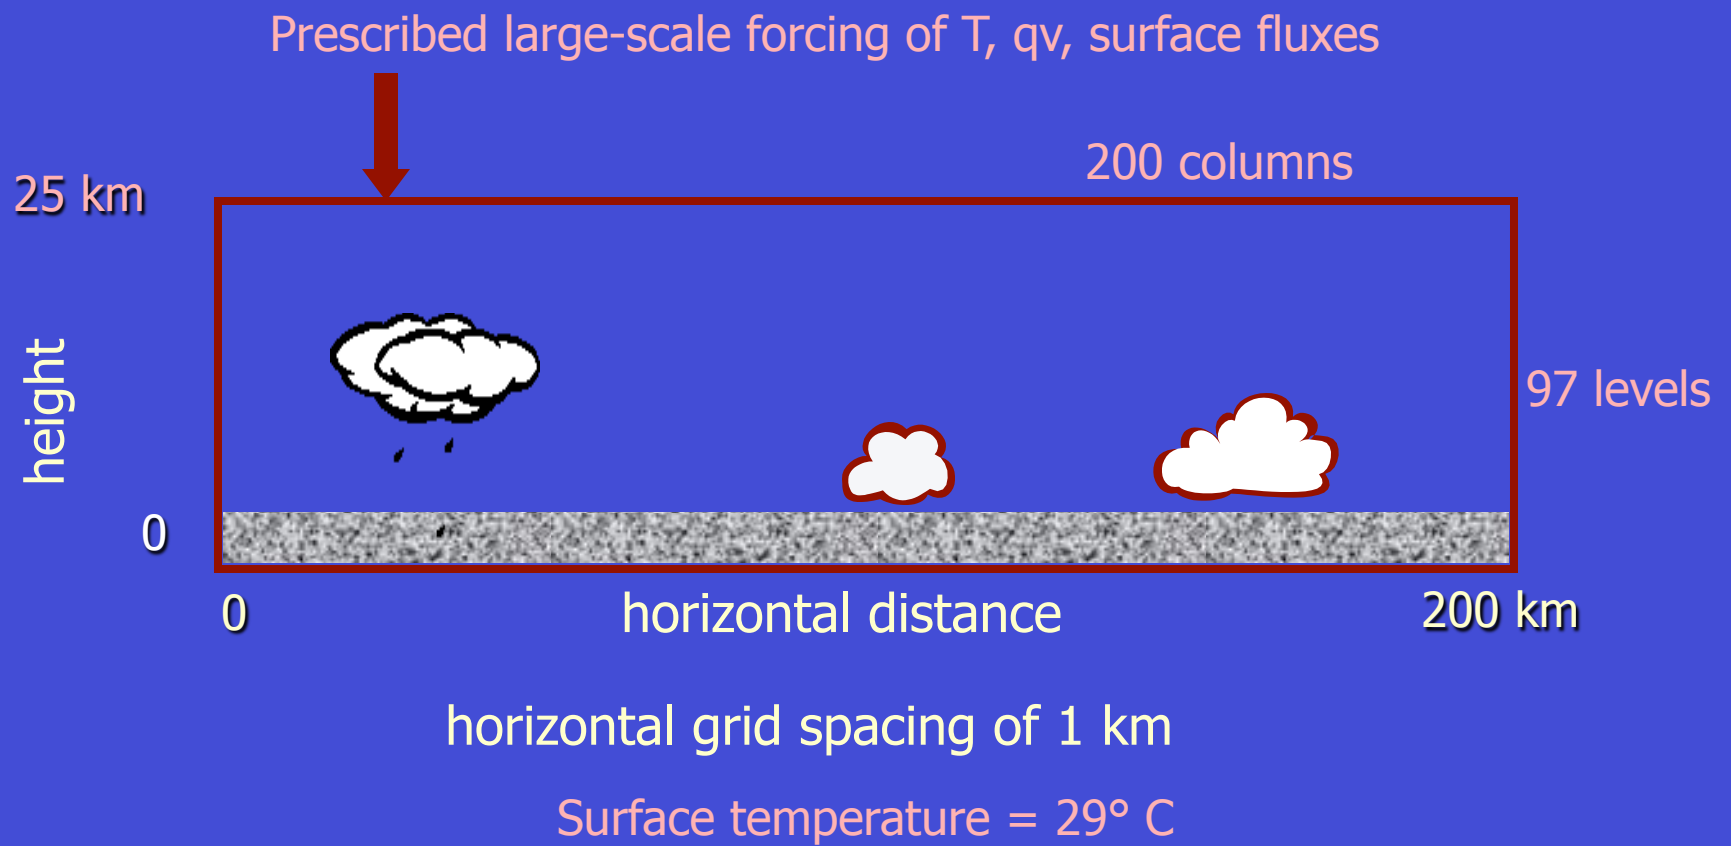 Prescribed large-scale forcing of T, qv, surface fluxes
200 columns
25 km
height
97 levels
0
0
horizontal distance
200 km
horizontal grid spacing of 1 km
Surface temperature = 29° C